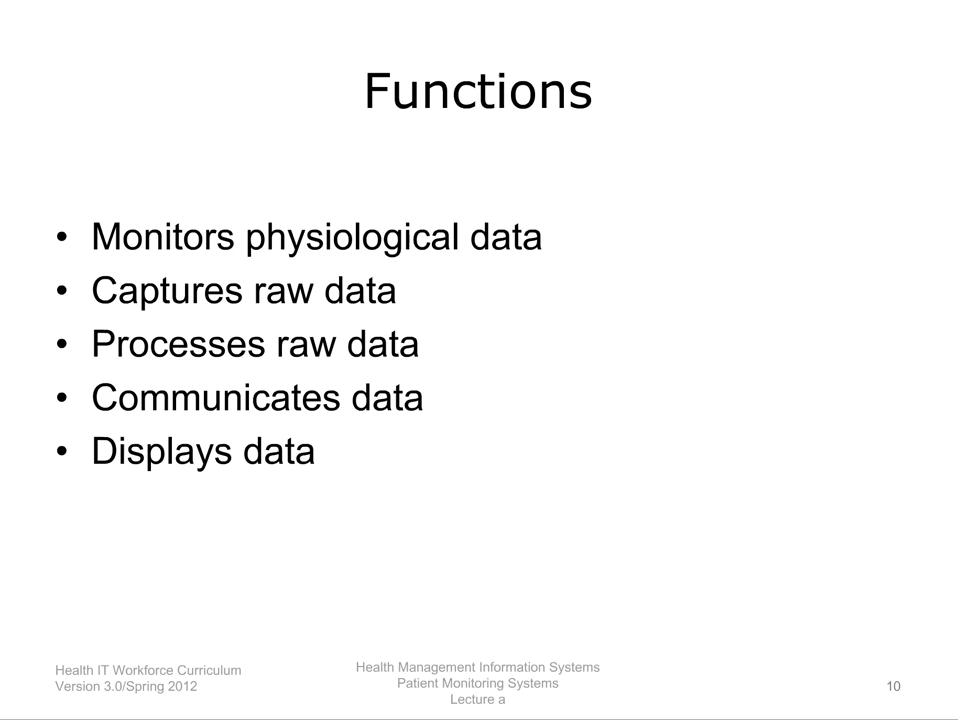 Functions
• Monitors physiological data
• Captures raw data
• Processes raw data
• Communicates data
• Displays data
Health IT Workforce Curriculum
Version 3.0/Spring 2012
Health Management Information Systems
Patient Monitoring Systems
Lecture a
10